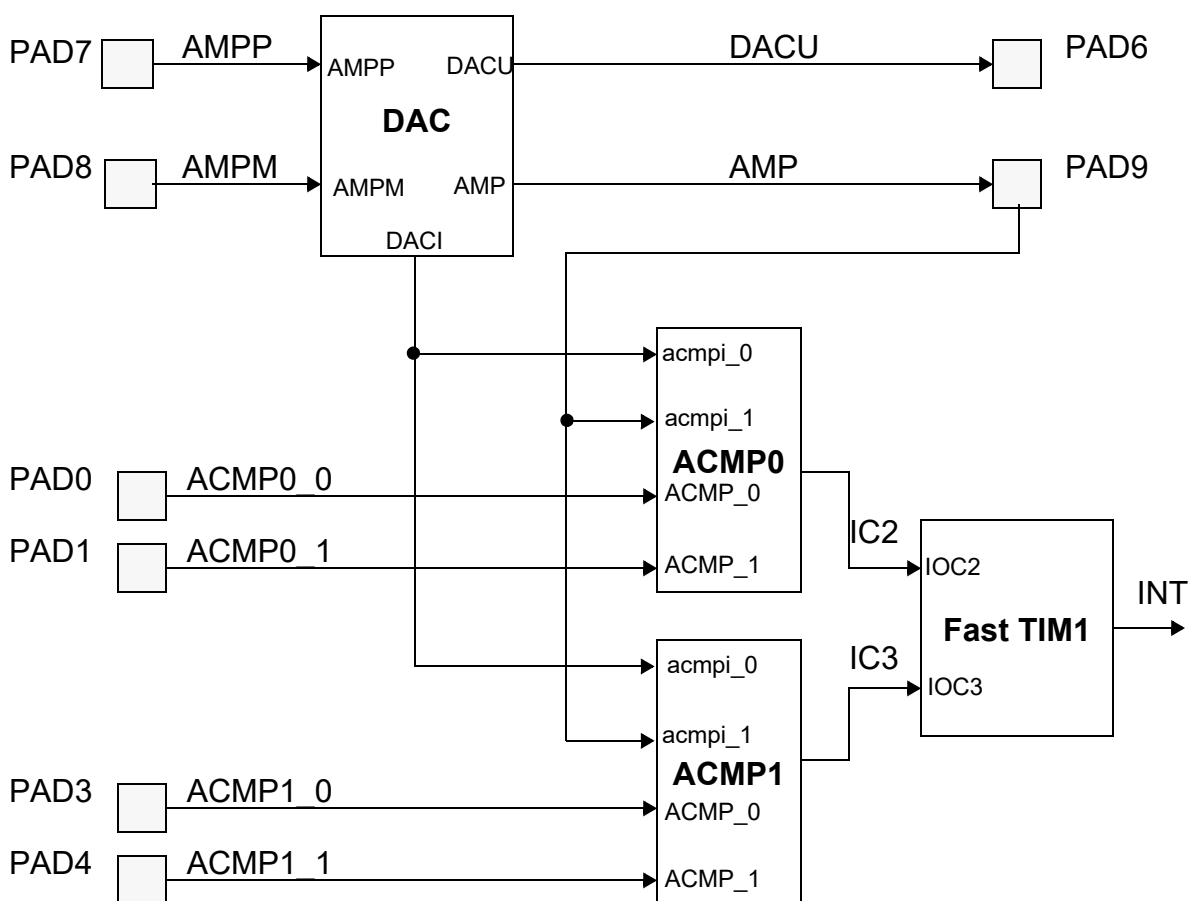 PAD7
AMPP
AMPP
DACU
DACU
PAD6
DAC
PAD8
AMPM
AMPM
AMP
AMP
PAD9
DACI
acmpi_0
acmpi_1
ACMP0
PAD0
ACMP0_0
ACMP_0
PAD1
ACMP0_1
ACMP_1
IC2
IOC2
INT
Fast TIM1
IC3
IOC3
acmpi_0
acmpi_1
ACMP1
PAD3
ACMP1_0
ACMP_0
PAD4
ACMP1_1
ACMP_1